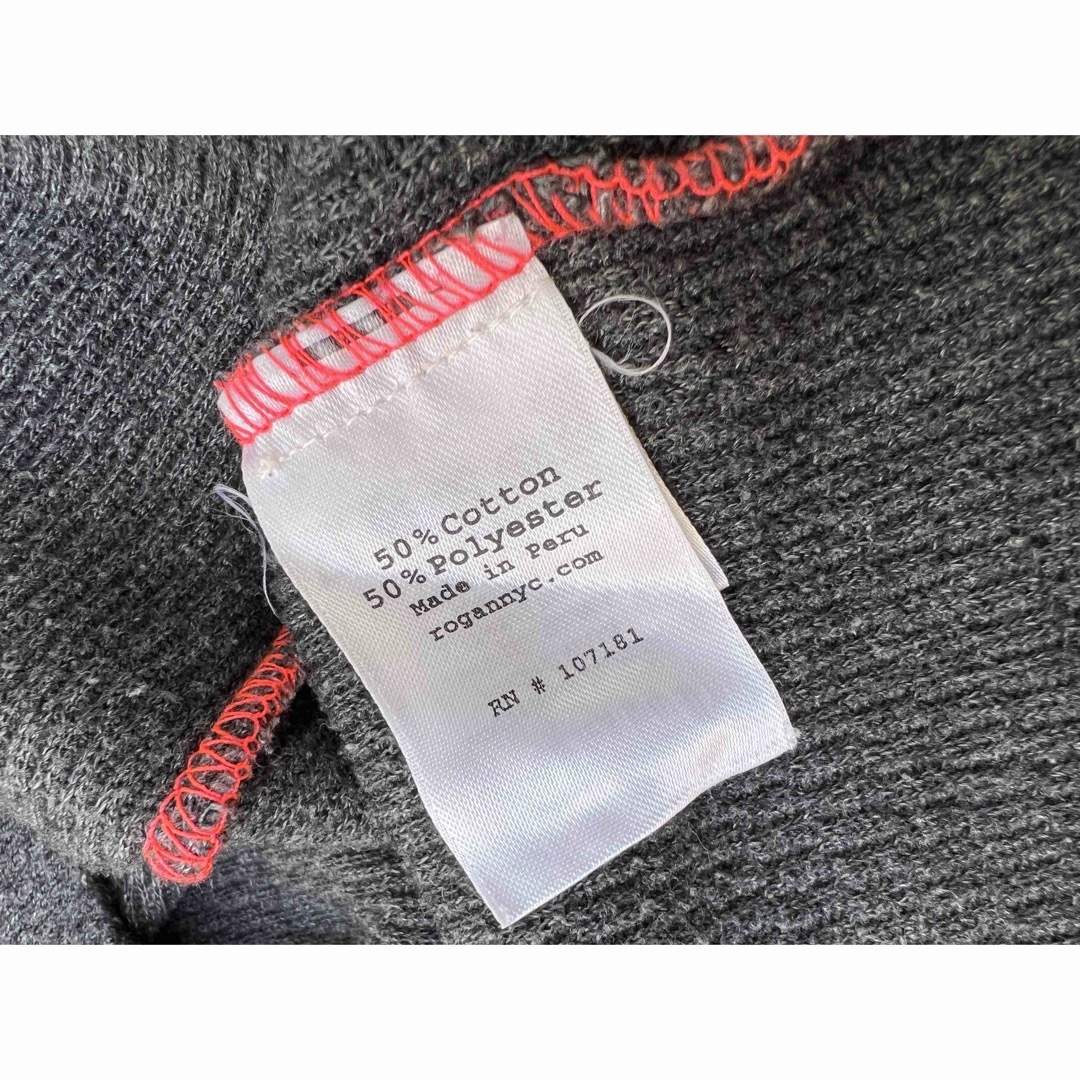 50% Cotton
50% Polyester
Made in Peru
rogannyc.com
RN # 107181